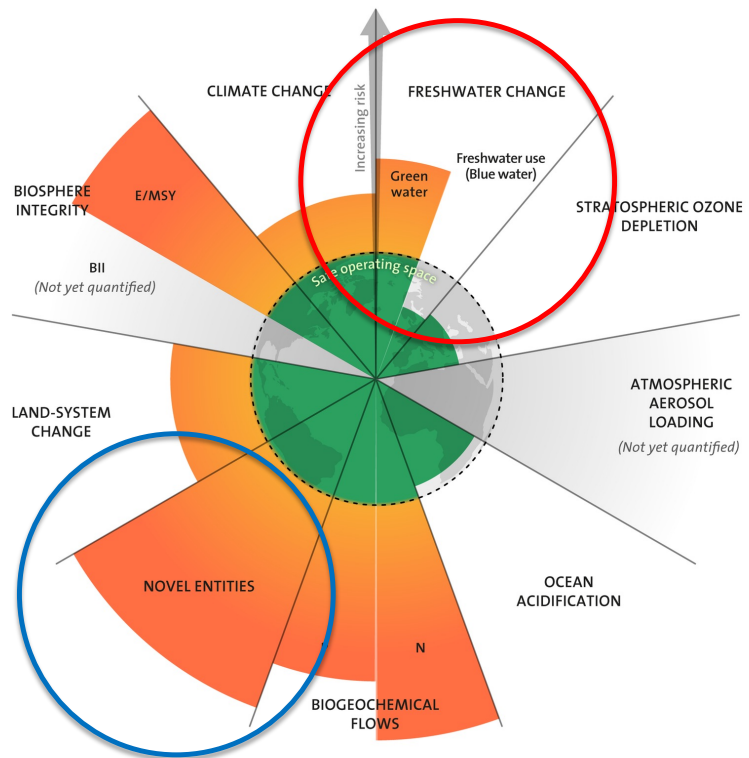 CLIMATE CHANGE
Increasing risk
FRESHWATER CHANGE
Green
water
Freshwater use
(Blue water)
STRATOSPHERIC OZONE
DEPLETION
BIOSPHERE
INTEGRITY
E/MSY
BII
(Not yet quantified)
Safe operating space
ATMOSPHERIC
AEROSOL
LOADING
(Not yet quantified)
LAND-SYSTEM
CHANGE
NOVEL ENTITIES
OCEAN
ACIDIFICATION
N
BIOGEOCHEMICAL
FLOWS